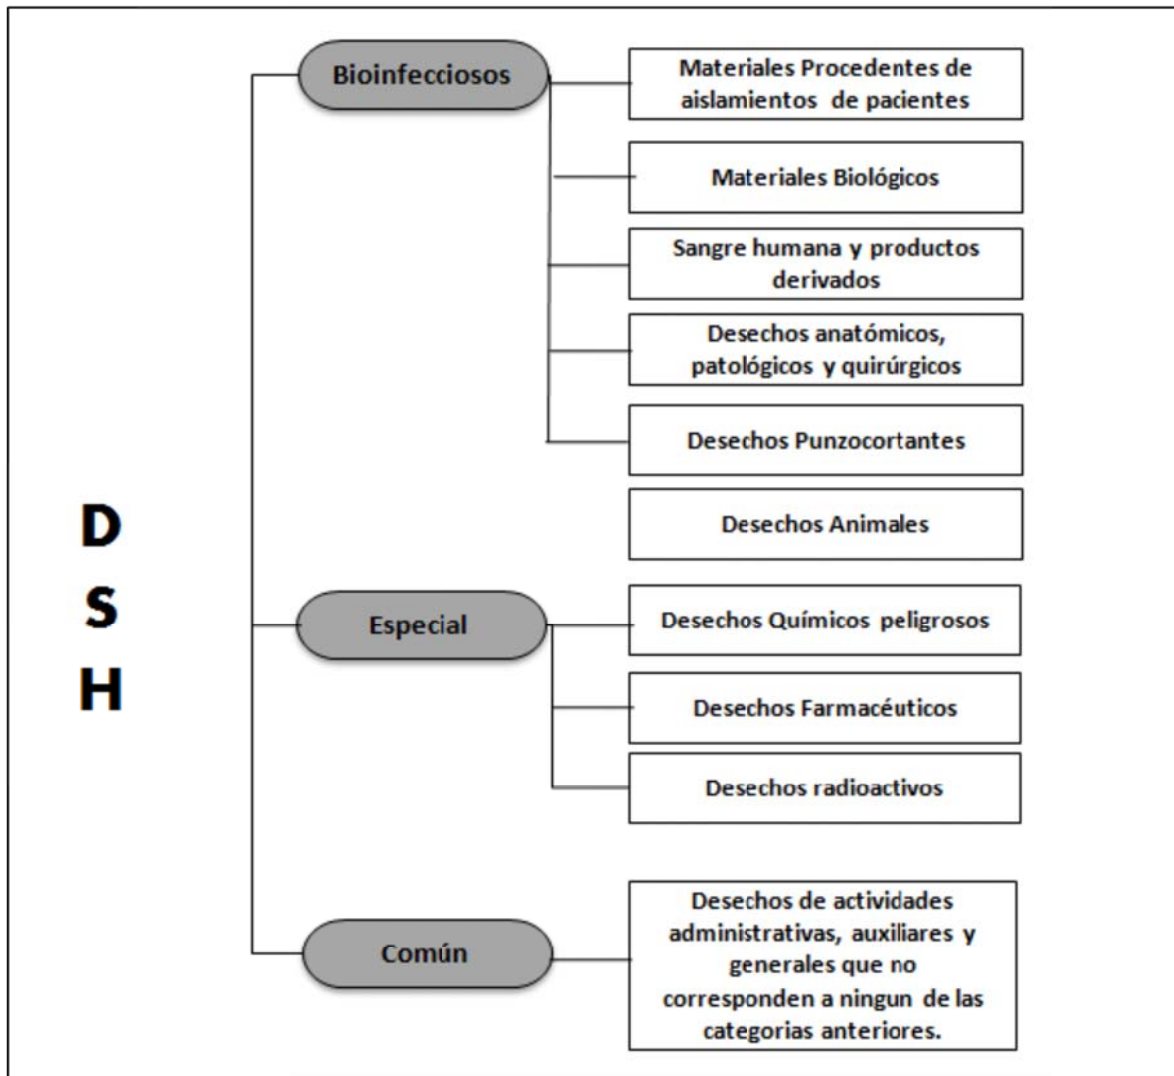 D
S
H
Bioinfecciosos
Materiales Procedentes de
aislamientos de pacientes
Materiales Biológicos
Sangre humana y productos
derivados
Desechos anatómicos,
patológicos y quirúrgicos
Desechos Punzocortantes
Desechos Animales
Especial
Desechos Químicos peligrosos
Desechos Farmacéuticos
Desechos radioactivos
Común
Desechos de actividades
administrativas, auxiliares y
generales que no
corresponden a ningun de las
categorias anteriores.